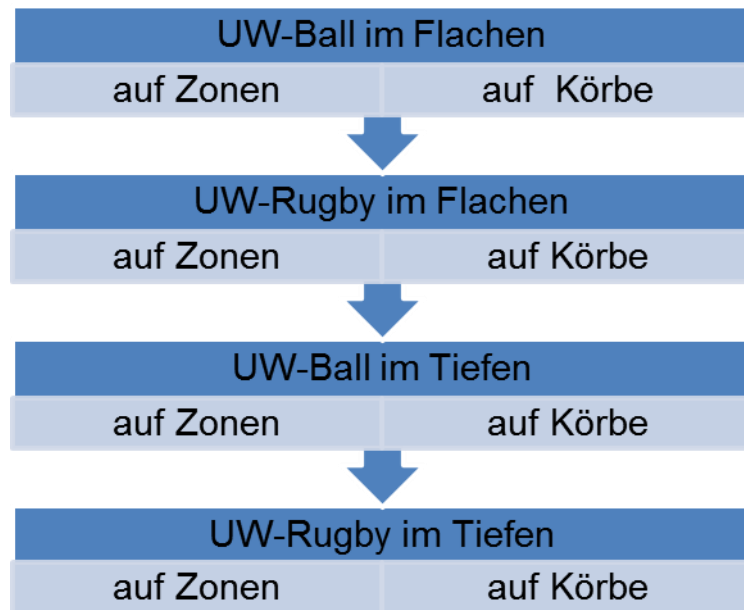 UW-Ball im Flachen
auf Zonen auf Körbe
UW-Rugby im Flachen
auf Zonen auf Körbe
UW-Ball im Tiefen
auf Zonen auf Körbe
UW-Rugby im Tiefen
auf Zonen auf Körbe